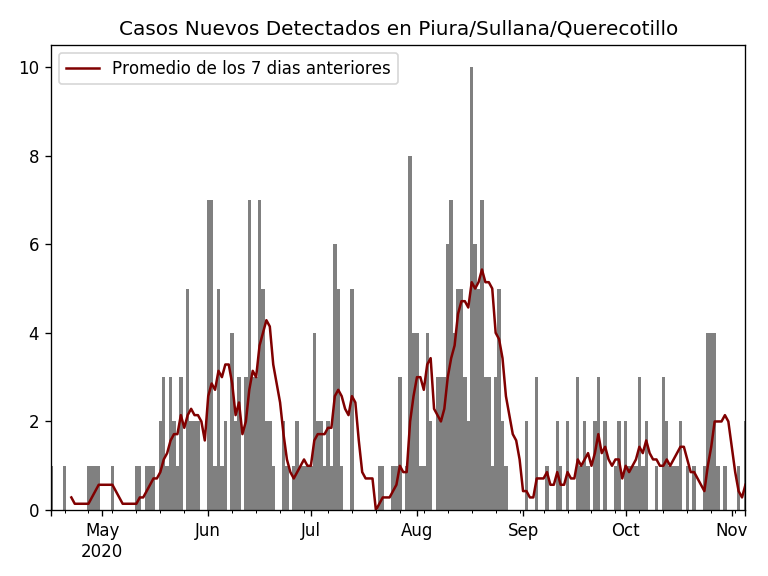 Casos Nuevos Detectados en Piura/Sullana/Querecotillo
Promedio de los 7 dias anteriores
10
8
6
4
2
0
May Jun Jul Aug Sep Oct Nov
2020